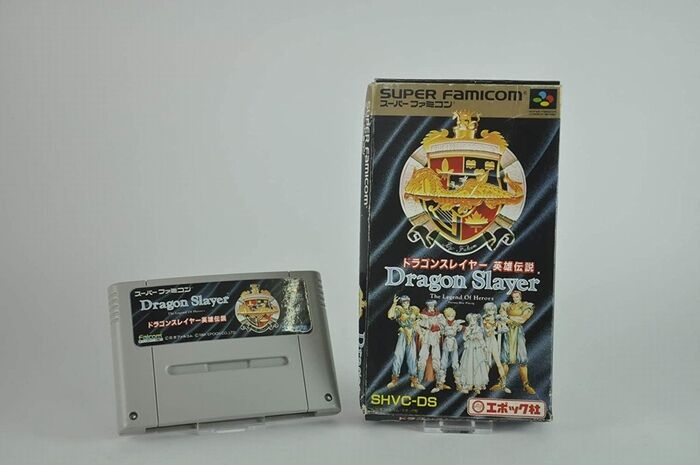 SUPER FAMICOM
スーパーファミコン
ドラゴンスレイヤー 英雄伝説
Dragon Slayer
The Legend Of Heroes
SHVC-DS
エポック社
SUPER FAMICOM
Dragon Slayer
スーパーファミコン
Dragon Slayer
The Legend Of Heroes
ドラゴンスレイヤー英雄伝説
Falcom